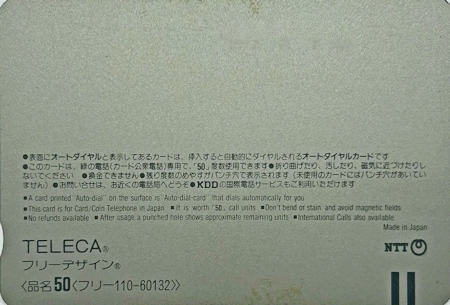 ●表面にオートダイヤルと表示してあるカードは、挿入すると自動的にダイヤルされるオートダイヤルカードです
●このカードは、緑の電話(カード公衆電話)専用で、「50」度数使用できます●折り曲げたり、汚したり、磁気に近づけたりし
ないでください。●換金できません●残り度数のめやすがパンチ穴で表示されます(未使用のカードにはパンチ穴があいてい
ません)●お問い合せは、お近くの電話局へどうぞ●KDDの国際電話サービスもご利用いただけます
■A card printed "Auto-dial" on the surface is "Auto-dial-card" that dials automatically for you
■This card is for Card/Coin Telephone in Japan ■It is worth「50」call units ■Don't bend or stain, and avoid magnetic fields
■No refunds available ■After usage, a punched hole shows approximate remaining units ■International Calls also available
Made in Japan
TELECA®
NTT
フリーデザイン®
〈品名50〈フリー110-60132〉〉